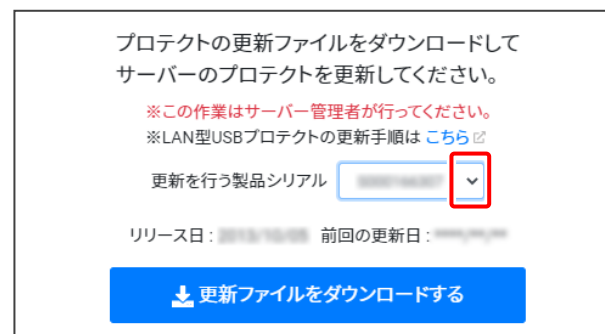 プロテクトの更新ファイルをダウンロードして
サーバーのプロテクトを更新してください。
※この作業はサーバー管理者が行ってください。
※LAN型USBプロテクトの更新手順は こちら
更新を行う製品シリアル
リリース日 : 前回の更新日 :
更新ファイルをダウンロードする